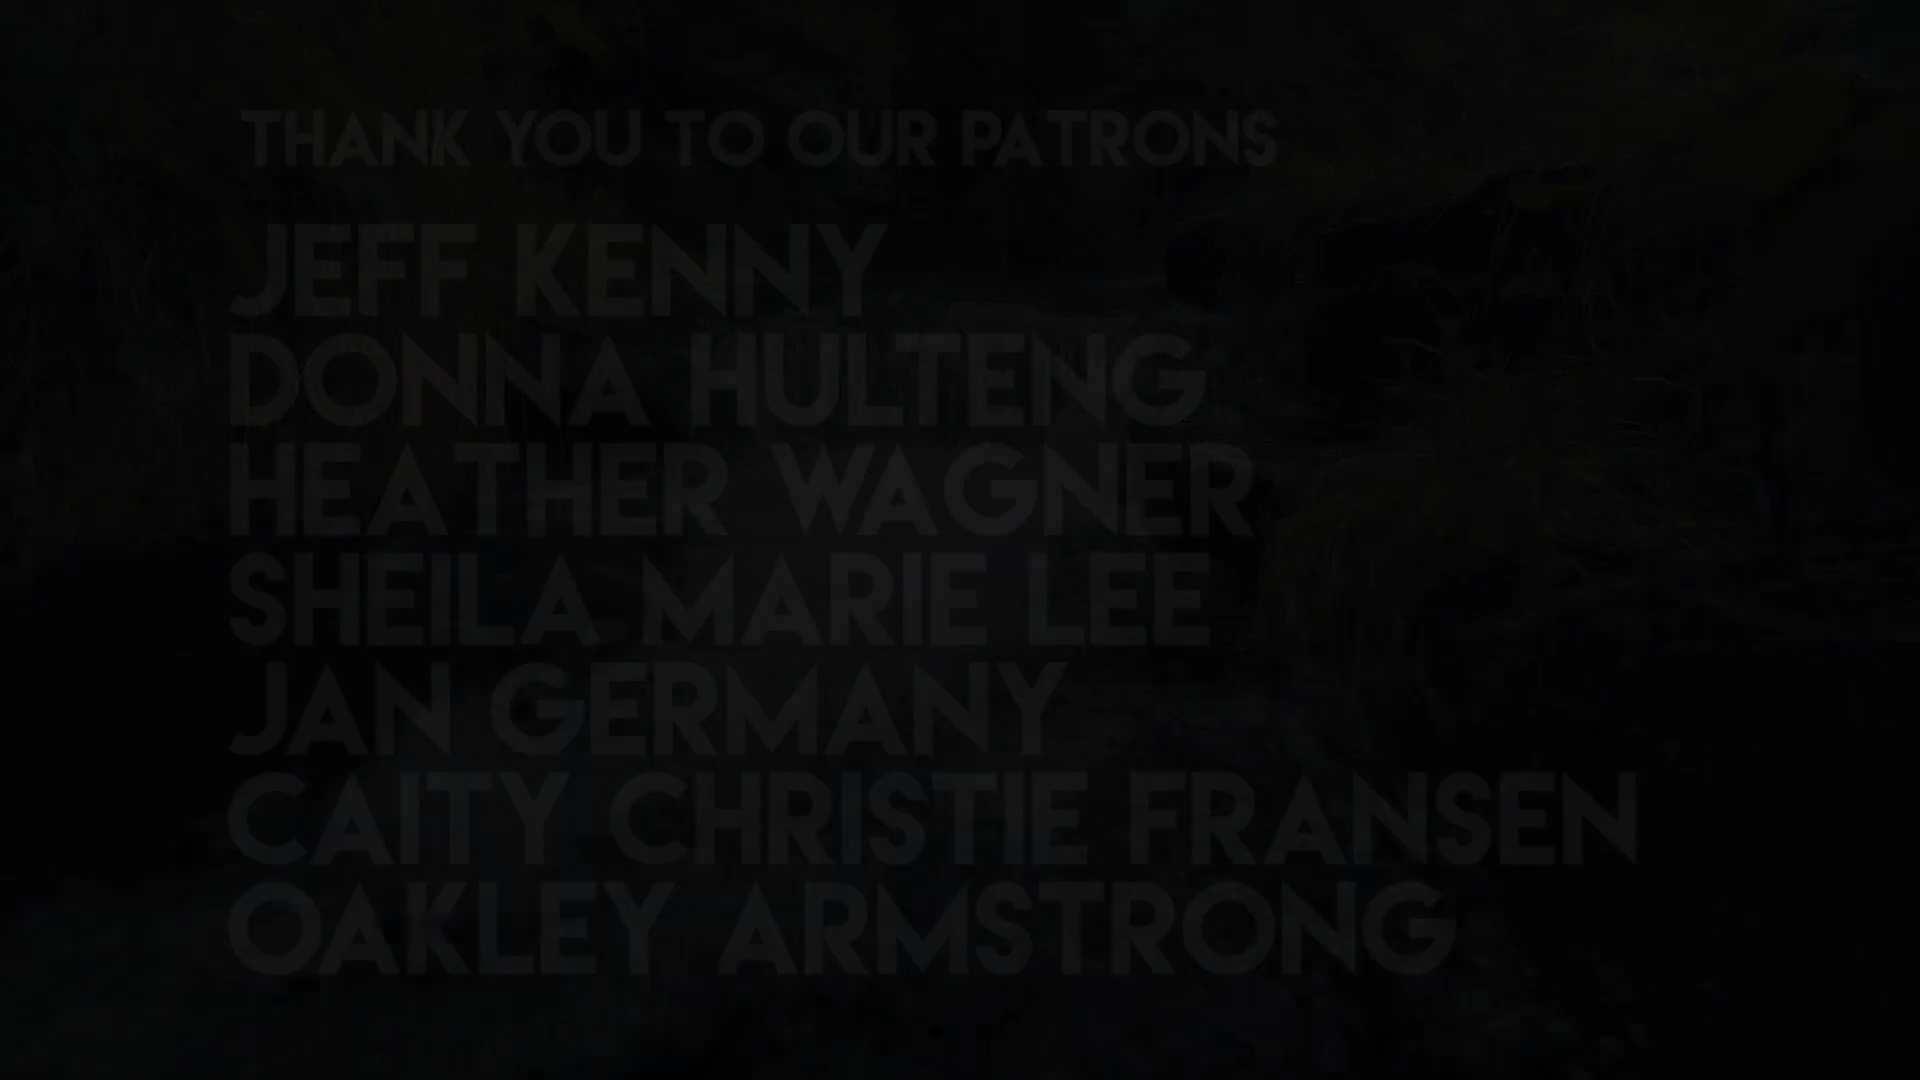 THANK YOU TO OUR PATRONS
JEFF KENNY
DONNA HULTENG
HEATHER WAGNER
SHEILA MARIE LEE
JAN GERMANY
CAITY CHRISTIE FRANSEN
OAKLEY ARMSTRONG